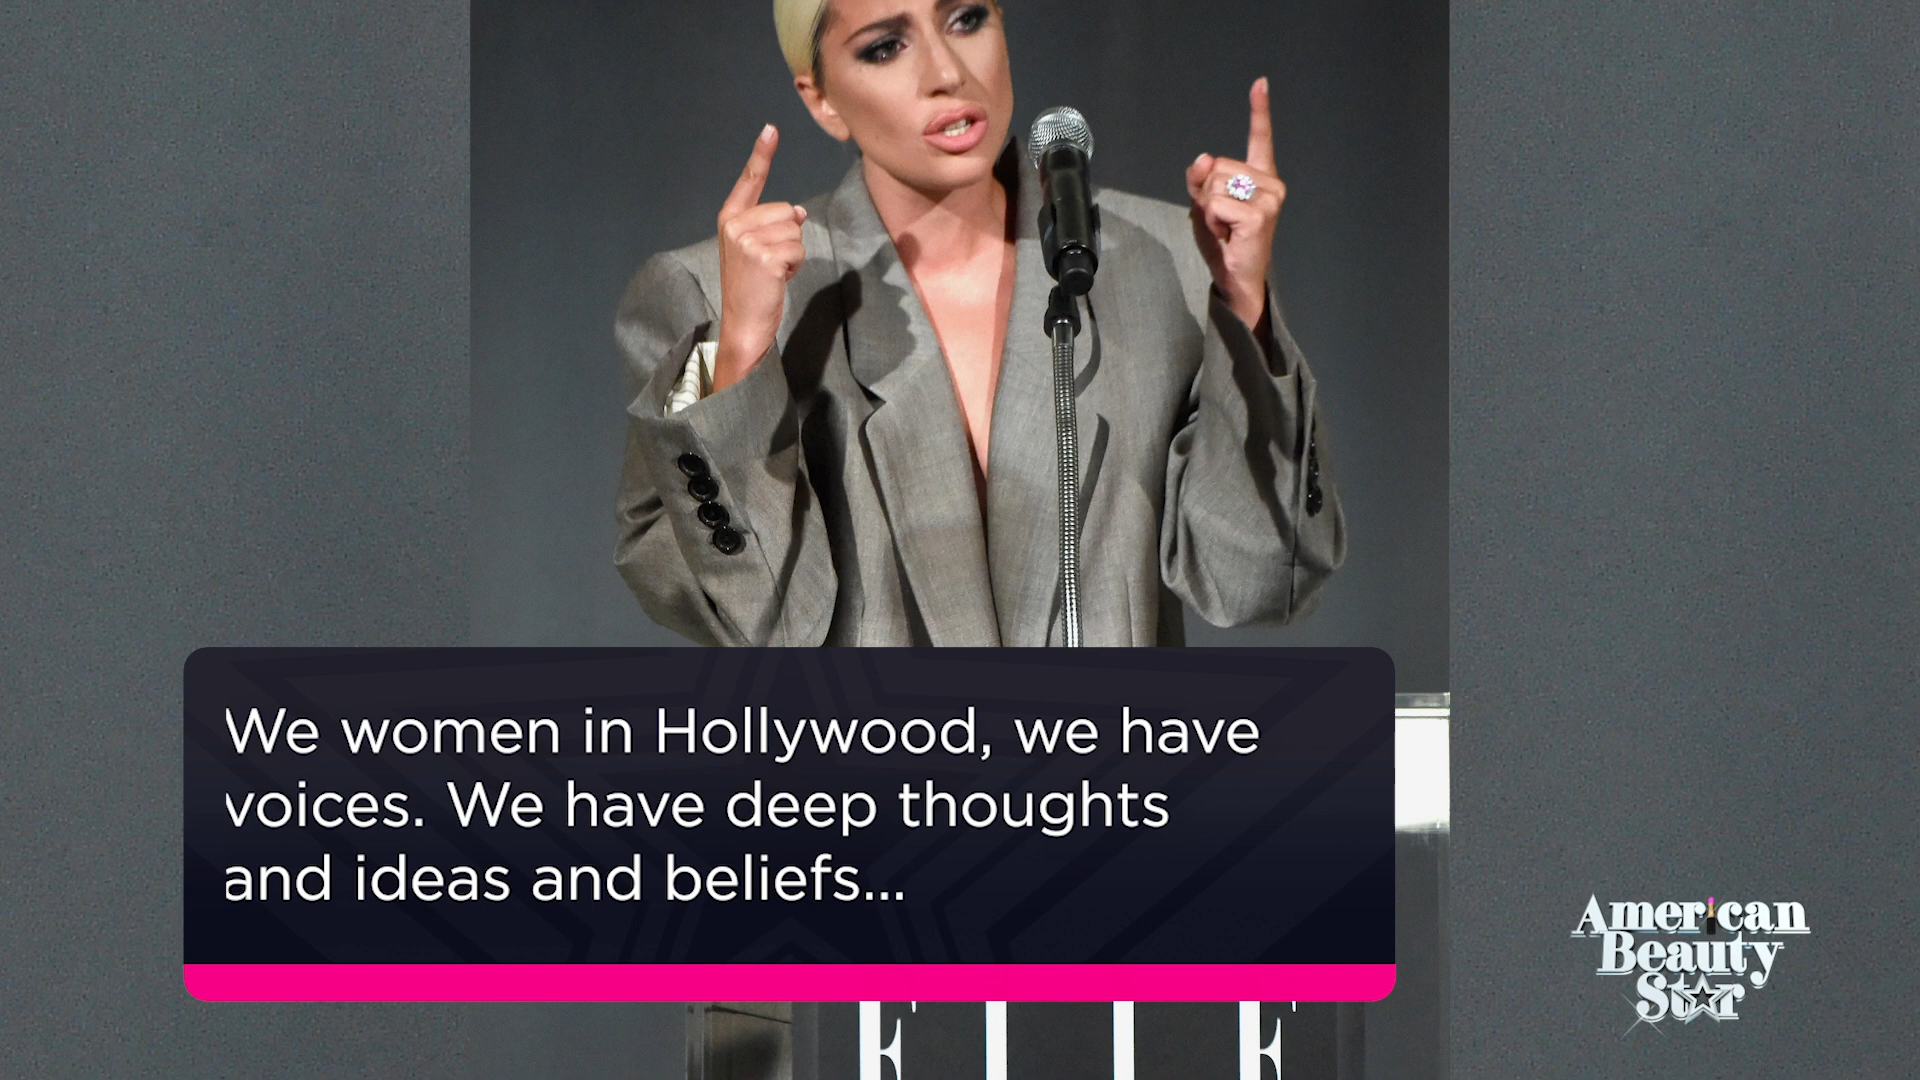 We women in Hollywood, we have
voices. We have deep thoughts
and ideas and beliefs...
American
Beauty
Star
ELLE